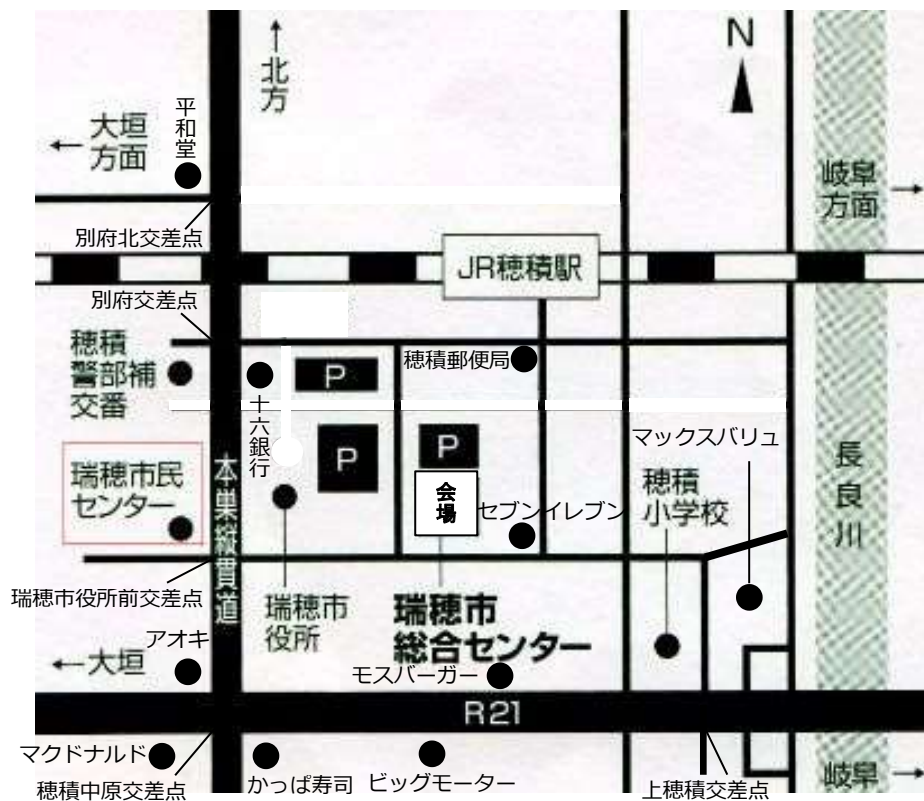 ↑
北方
N
平和堂
←
大垣
方面
岐阜
方面
→
別府北交差点
JR穂積駅
別府交差点
穂積
警部補
交番
P
穂積郵便局
十六銀行
マックスバリュ
瑞穂市民
センター
本巣縦貫道
P
P
会場
セブンイレブン
穂積
小学校
長良川
瑞穂市役所前交差点
瑞穂市
役所
瑞穂市
総合センター
アオキ
←大垣
モスバーガー
R21
マクドナルド
穂積中原交差点
かっぱ寿司
ビッグモーター
上穂積交差点
岐阜→